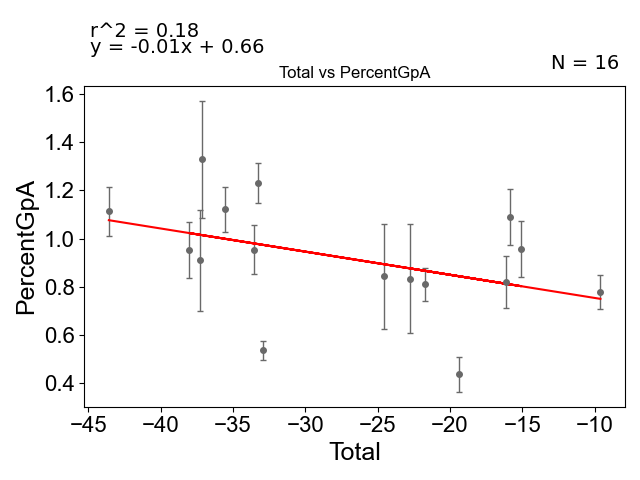 r^2 = 0.18
y = -0.01x + 0.66
N = 16
Total vs PercentGpA
PercentGpA
1.6
1.4
1.2
1.0
0.8
0.6
0.4
−45 −40 −35 −30 −25 −20 −15 −10
Total